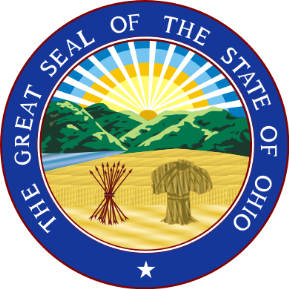 THE GREAT SEAL OF THE STATE OF OHIO